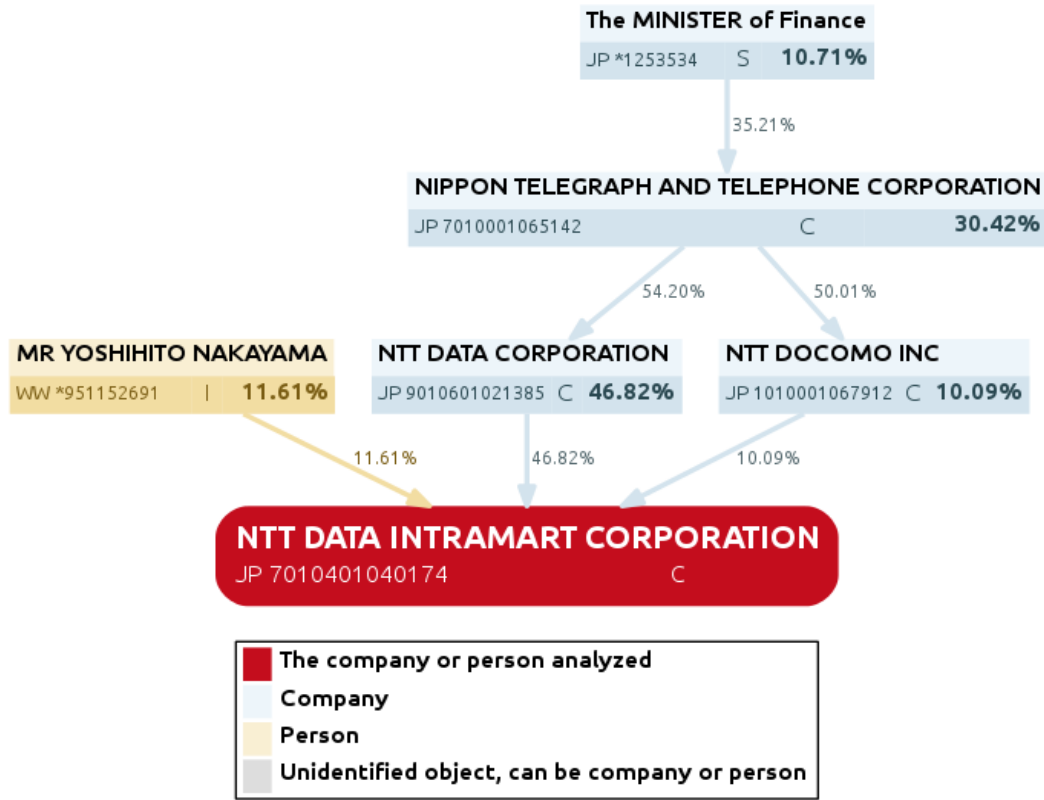 The MINISTER of Finance
JP *1253534 S 10.71%
35.21%
NIPPON TELEGRAPH AND TELEPHONE CORPORATION
JP 7010001065142 C 30.42%
54.20% 50.01%
MR YOSHIHITO NAKAYAMA
WW *951152691 I 11.61%
NTT DATA CORPORATION
JP 9010601021385 C 46.82%
NTT DOCOMO INC
JP 1010001067912 C 10.09%
11.61% 46.82% 10.09%
NTT DATA INTRAMART CORPORATION
JP 7010401040174 C
The company or person analyzed
Company
Person
Unidentified object, can be company or person